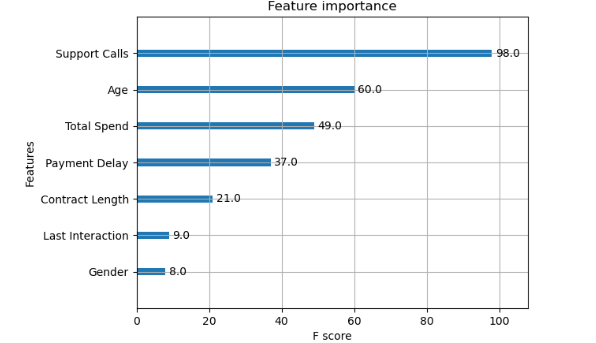 Feature importance
Support Calls 98.0
Age 60.0
Total Spend 49.0
Payment Delay 37.0
Contract Length 21.0
Last Interaction 9.0
Gender 8.0
Features
0 20 40 60 80 100
F score